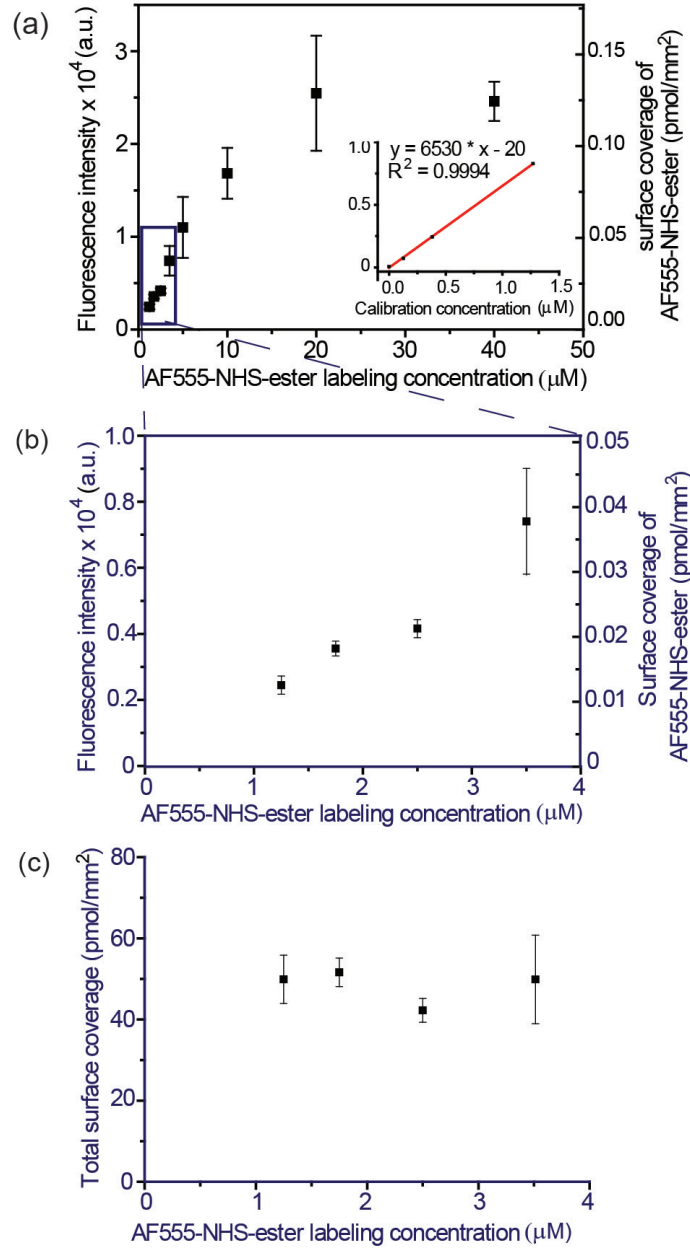 (a)
Fluorescence intensity x 10⁴ (a.u.)
3
2
1
0
0 10 20 30 40 50
AF555-NHS-ester labeling concentration (µM)
0.15
0.10
0.05
0.00
surface coverage of
AF555-NHS-ester (pmol/mm²)
y = 6530 * x - 20
R² = 0.9994
1.0
0.5
0
0.0 0.5 1.0 1.5
Calibration concentration (µM)
(b)
Fluorescence intensity x 10⁴ (a.u.)
1.0
0.8
0.6
0.4
0.2
0
0 1 2 3 4
AF555-NHS-ester labeling concentration (µM)
0.05
0.04
0.03
0.02
0.01
0
Surface coverage of
AF555-NHS-ester (pmol/mm²)
(c)
Total surface coverage (pmol/mm²)
80
60
40
20
0
0 1 2 3 4
AF555-NHS-ester labeling concentration (µM)